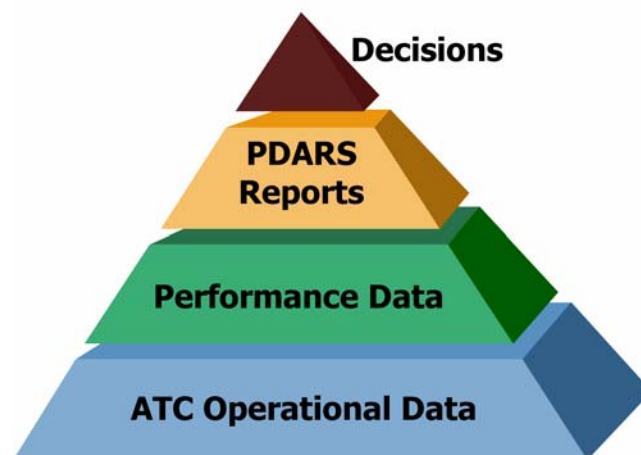 Decisions
PDARS
Reports
Performance Data
ATC Operational Data